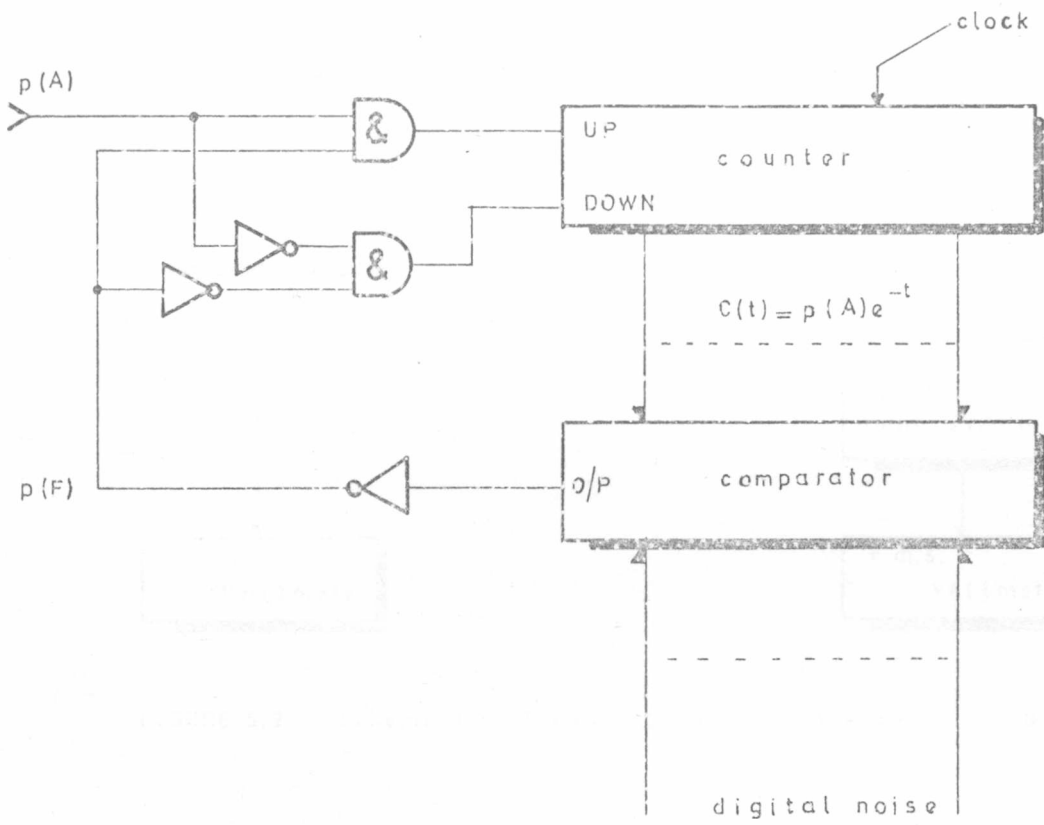 clock
p(A)
&
UP
counter
DOWN
&
C(t) = p(A)e^-t
p(F)
O/P
comparator
digital noise